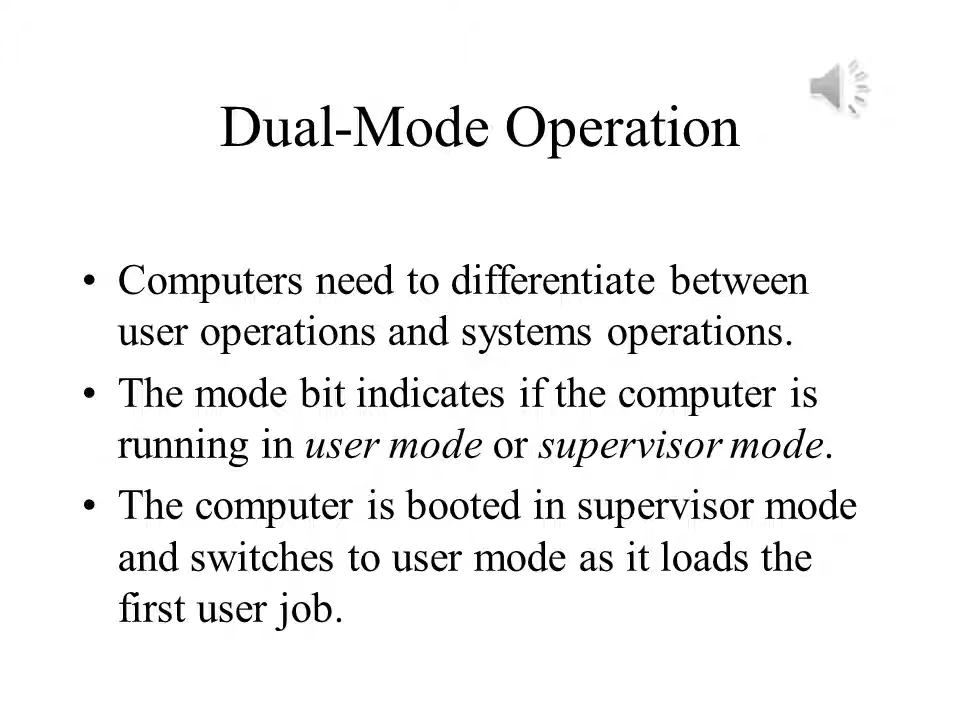 Dual-Mode Operation
• Computers need to differentiate between
user operations and systems operations.
• The mode bit indicates if the computer is
running in user mode or supervisor mode.
• The computer is booted in supervisor mode
and switches to user mode as it loads the
first user job.